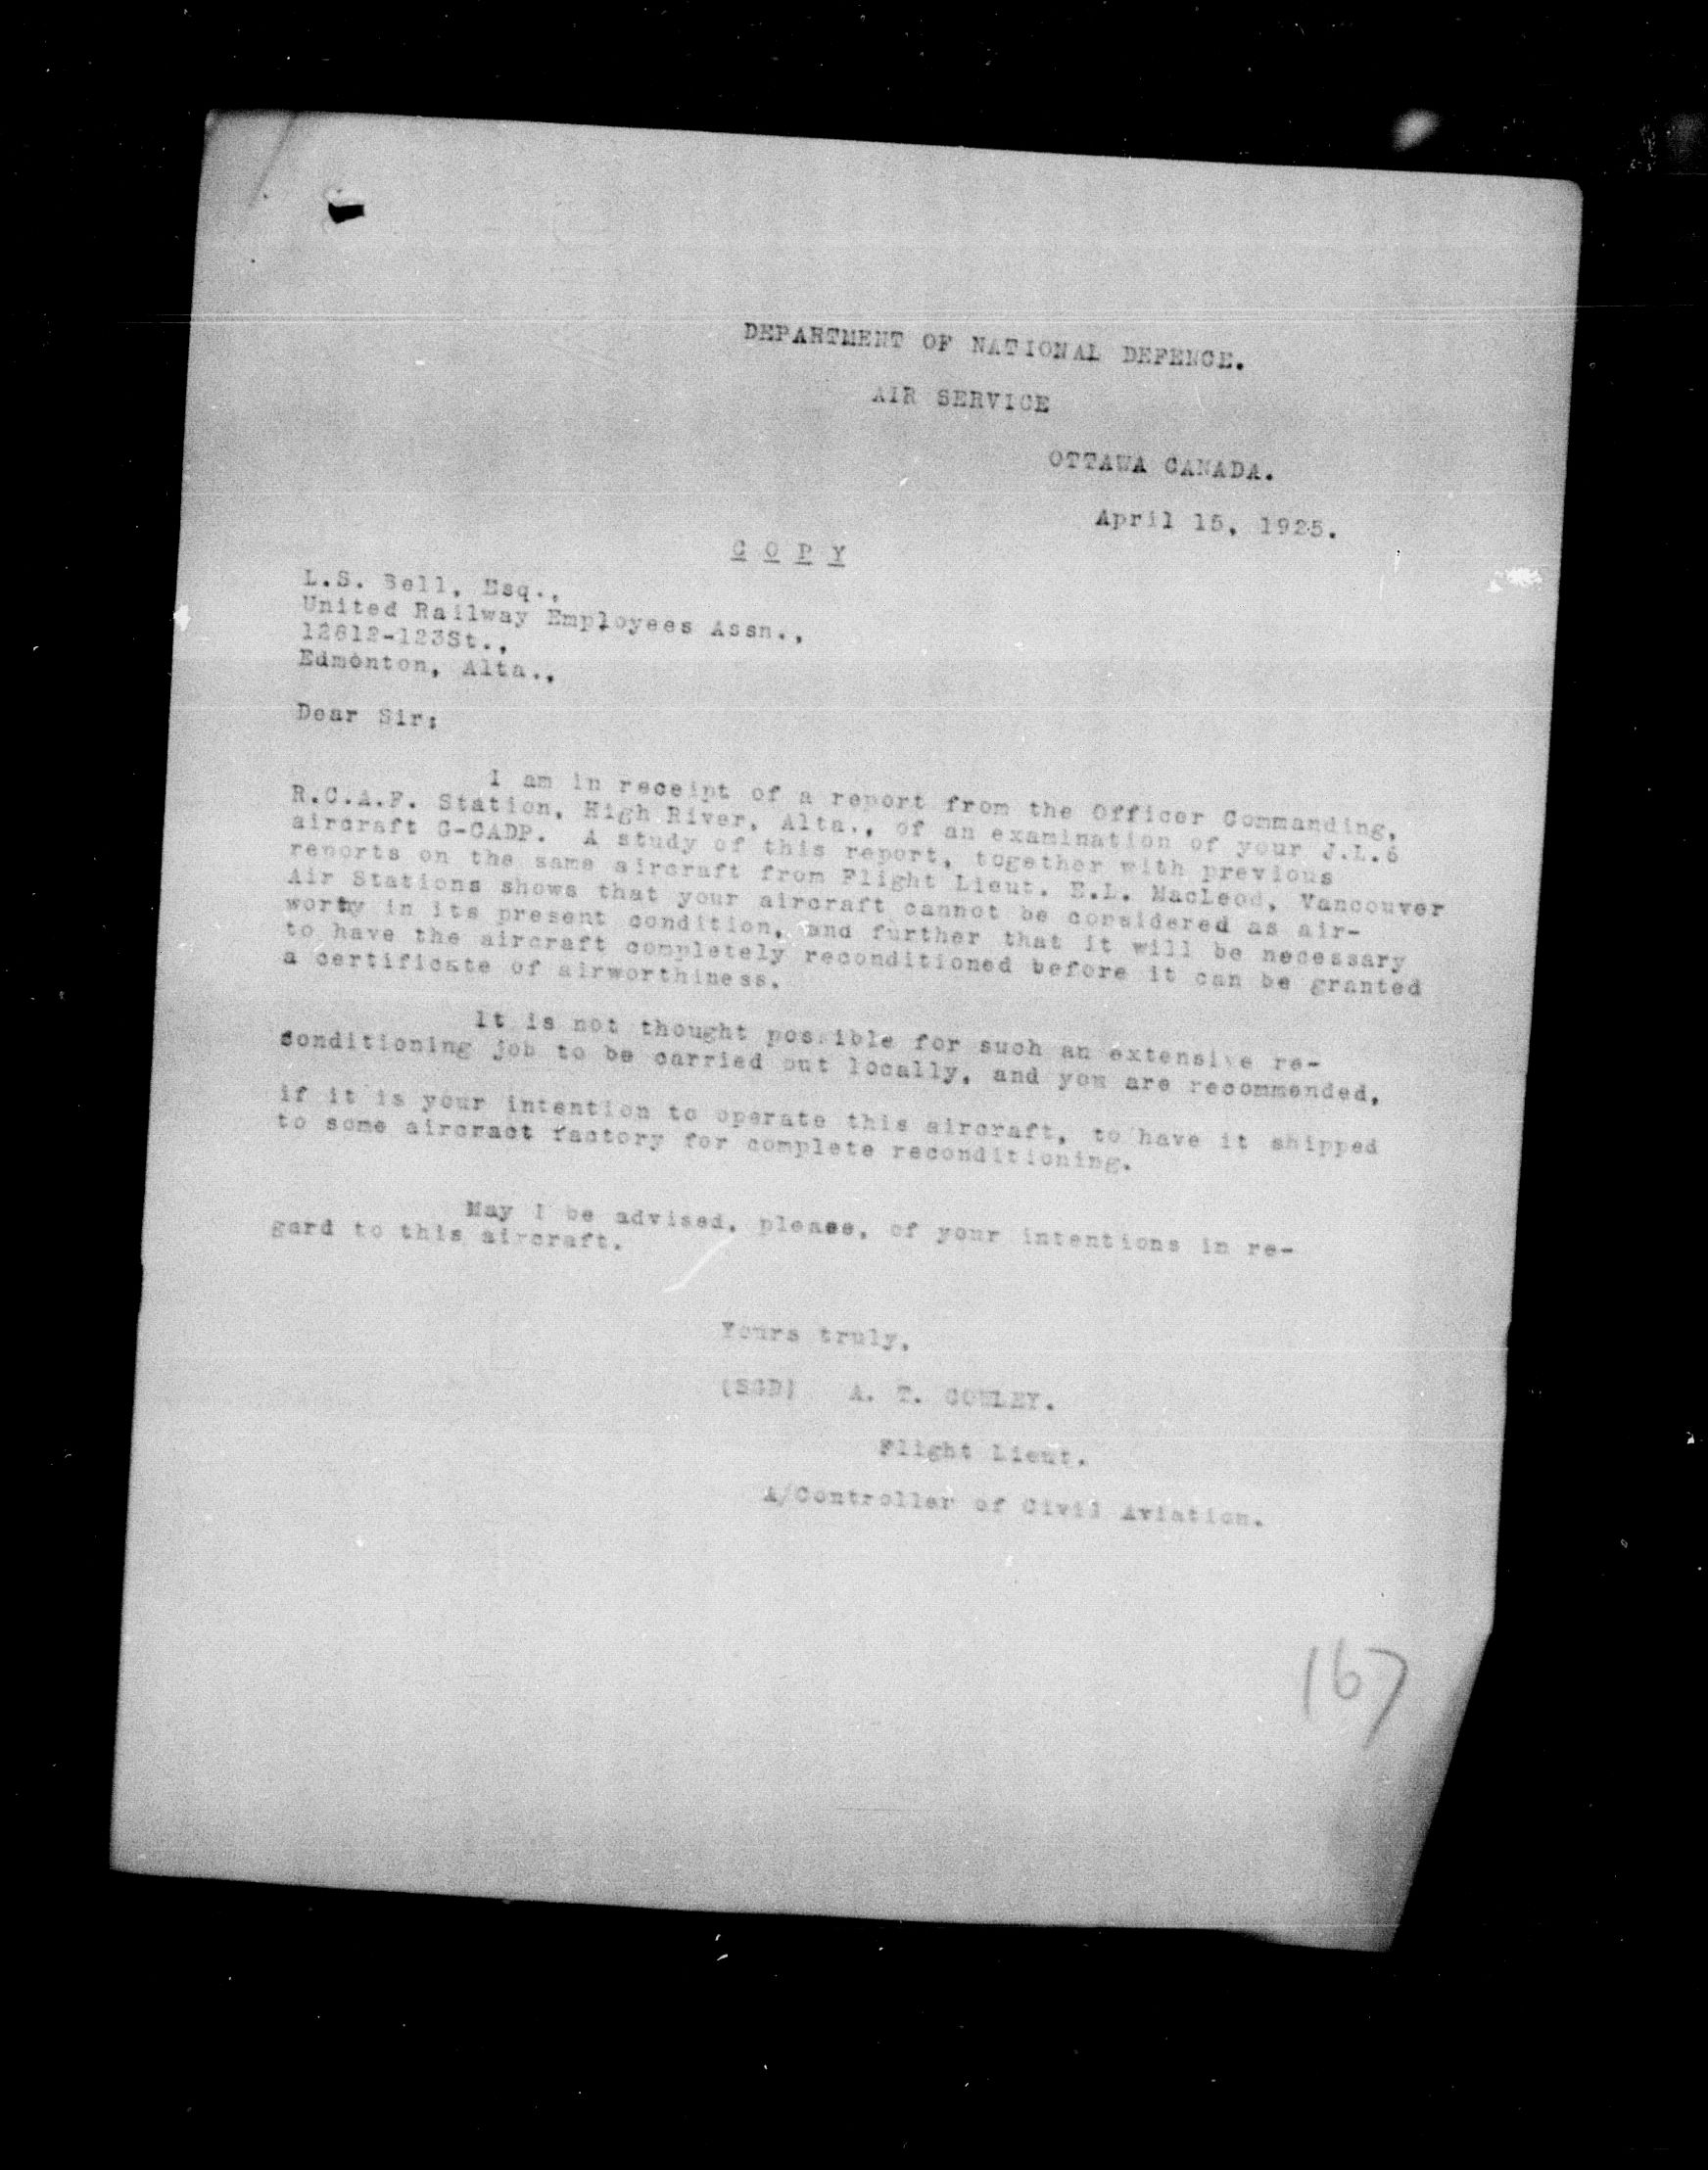 DEPARTMENT OF NATIONAL DEFENCE.
AIR SERVICE
OTTAWA CANADA.
April 15, 1925.
C O P Y
L.S. Bell, Esq.,
United Railway Employees Assn.,
12612-123St.,
Edmonton, Alta.,
Dear Sir:
I am in receipt of a report from the Officer Commanding,
R.C.A.F. Station, High River, Alta., of an examination of your J.L.6
aircraft G-CADP. A study of this report, together with previous
reports on the same aircraft from Flight Lieut. E.L. MacLeod, Vancouver
Air Stations shows that your aircraft cannot be considered as air-
worthy in its present condition, and further that it will be necessary
to have the aircraft completely reconditioned before it can be granted
a certificate of airworthiness.
It is not thought possible for such an extensive re-
conditioning job to be carried out locally, and you are recommended,
if it is your intention to operate this aircraft, to have it shipped
to some aircract factory for complete reconditioning.
May I be advised, please, of your intentions in re-
gard to this aircraft.
Yours truly,
(SGD) A. T. COWLEY.
Flight Lieut.
A/Controller of Civil Aviation.
167